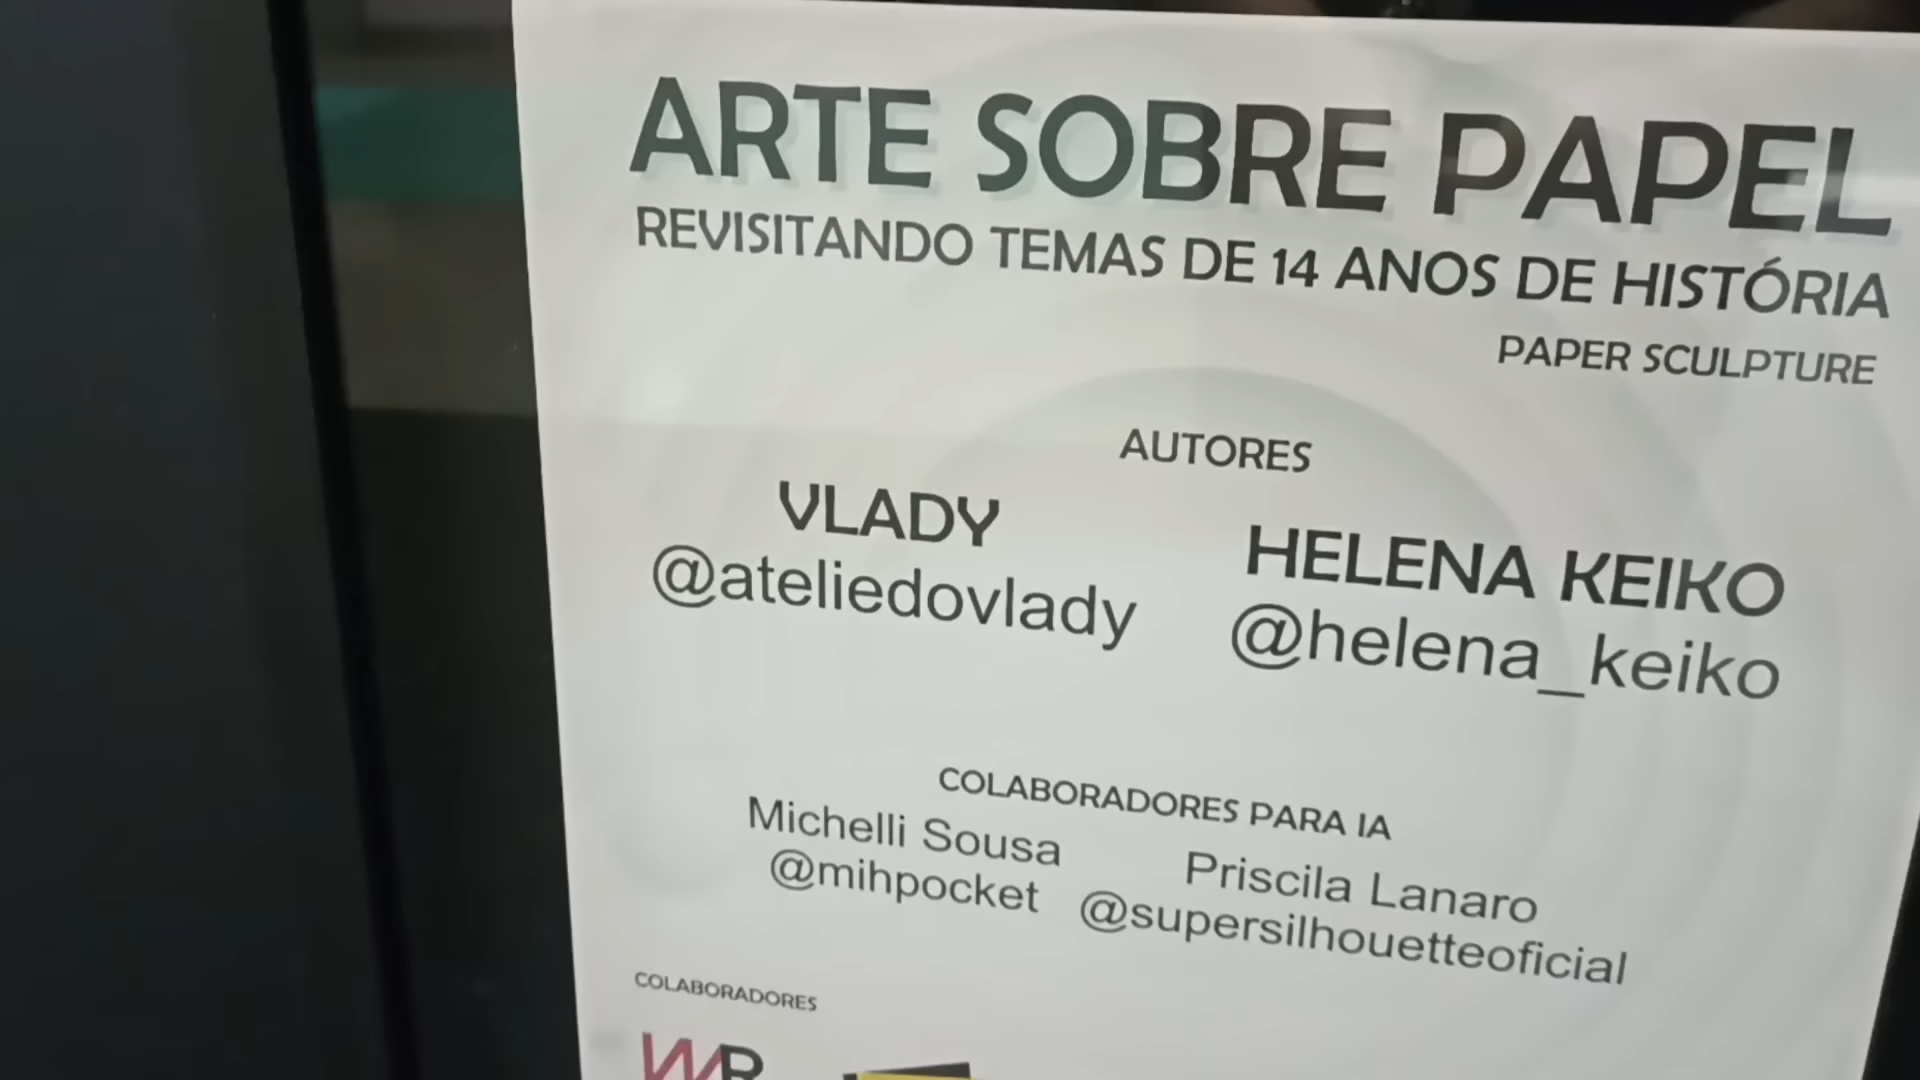 ARTE SOBRE PAPEL
REVISITANDO TEMAS DE 14 ANOS DE HISTÓRIA
PAPER SCULPTURE
AUTORES
VLADY
@ateliedovlady
HELENA KEIKO
@helena_keiko
COLABORADORES PARA IA
Michelli Sousa
@mihpocket
Priscila Lanaro
@supersilhouetteoficial
COLABORADORES
WR